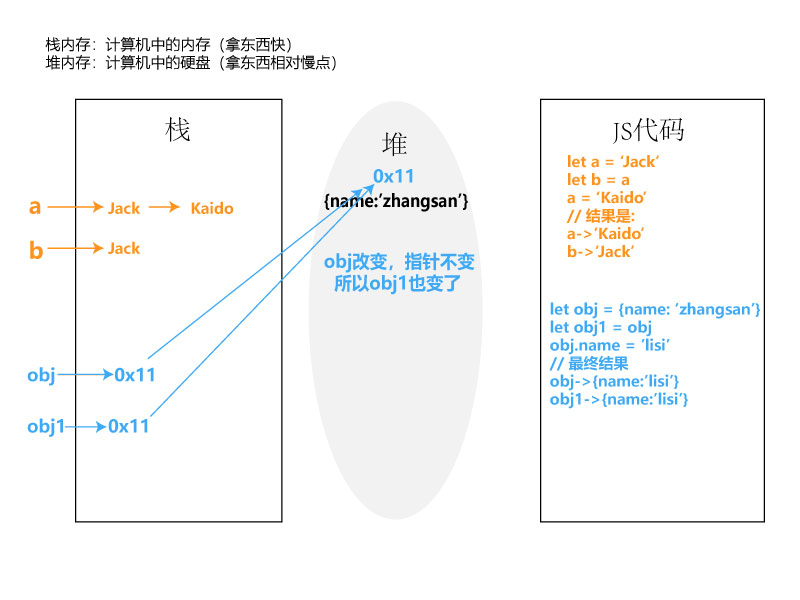 栈内存：计算机中的内存（拿东西快）
堆内存：计算机中的硬盘（拿东西相对慢点）
栈
a
Jack
Kaido
b
Jack
obj
0x11
obj1
0x11
堆
0x11
{name:’zhangsan’}
obj改变，指针不变
所以obj1也变了
JS代码
let a = ‘Jack’
let b = a
a = ‘Kaido’
// 结果是:
a->’Kaido’
b->’Jack’
let obj = {name: ‘zhangsan’}
let obj1 = obj
obj.name = ‘lisi’
// 最终结果
obj->{name:’lisi’}
obj1->{name:’lisi’}